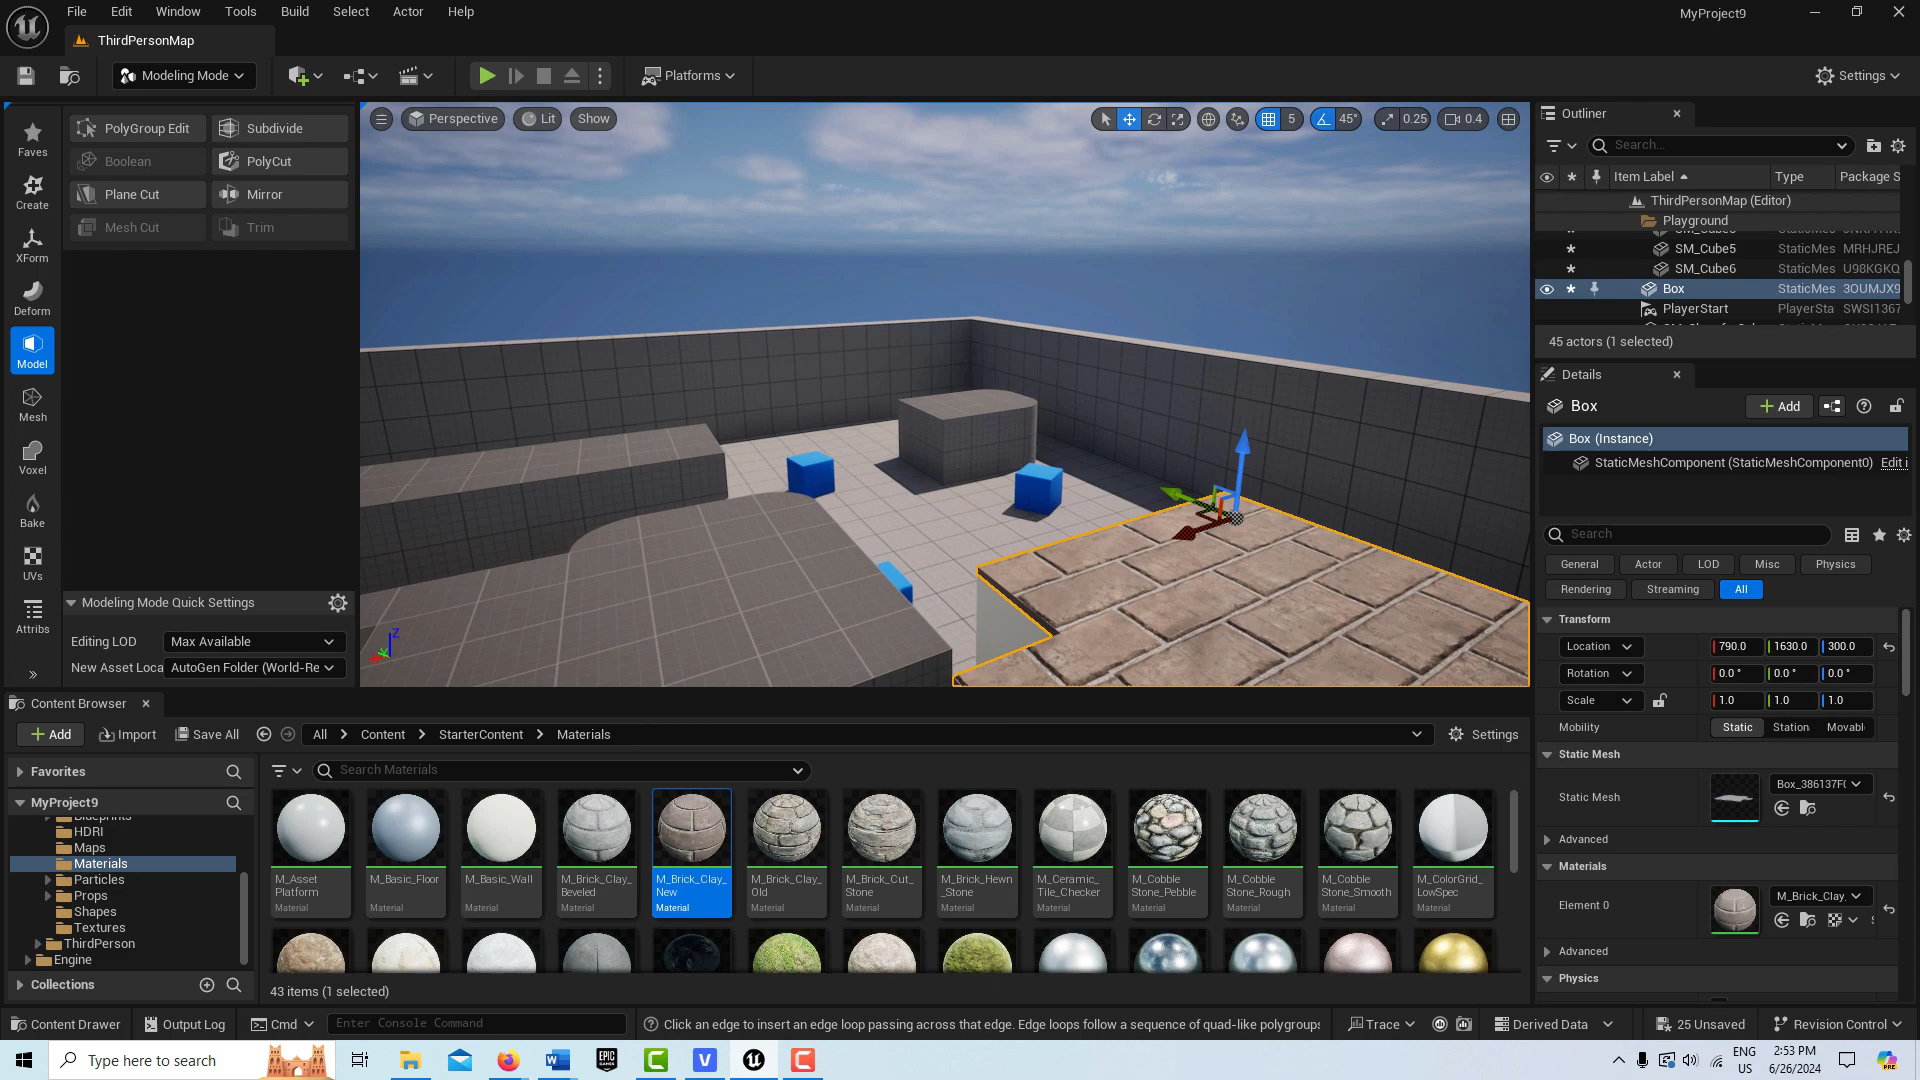 File Edit Window Tools Build Select Actor Help
MyProject9
ThirdPersonMap
Modeling Mode
Platforms
Settings
Faves
Create
XForm
Deform
Model
Mesh
Voxel
Bake
UVs
Attribs
PolyGroup Edit Subdivide
Boolean PolyCut
Plane Cut Mirror
Mesh Cut Trim
Modeling Mode Quick Settings
Editing LOD Max Available
New Asset Loca AutoGen Folder (World-Re
Perspective Lit Show
5 45° 0.25 0.4
Z
Outliner
Search...
Item Label Type Package S
ThirdPersonMap (Editor)
Playground
SM_Cube5 StaticMes MRHJREJ
SM_Cube6 StaticMes U98KGKQ
Box StaticMes 3OUMJX9
PlayerStart PlayerSta SWSI1367
45 actors (1 selected)
Details
Box
Add
Box (Instance)
StaticMeshComponent (StaticMeshComponent0) Edit i
Search
General Actor LOD Misc Physics
Rendering Streaming All
Transform
Location 790.0 1630.0 300.0
Rotation 0.0 ° 0.0 ° 0.0 °
Scale 1.0 1.0 1.0
Mobility Static Station Movabl
Static Mesh
Static Mesh Box_386137F(
Advanced
Materials
Element 0 M_Brick_Clay_
Advanced
Physics
Content Browser
Add Import Save All All Content StarterContent Materials Settings
Favorites
MyProject9
Blueprints
HDRI
Maps
Materials
Particles
Props
Shapes
Textures
ThirdPerson
Engine
Collections
Search Materials
M_Asset
Platform
M_Basic_Floor
M_Basic_Wall
M_Brick_Clay_
Beveled
M_Brick_Clay_
New
M_Brick_Clay_
Old
M_Brick_Cut_
Stone
M_Brick_Hewn
_Stone
M_Ceramic_
Tile_Checker
M_Cobble
Stone_Pebble
M_Cobble
Stone_Rough
M_Cobble
Stone_Smooth
M_ColorGrid_
LowSpec
Material Material Material Material Material Material Material Material Material Material Material Material Material
43 items (1 selected)
Content Drawer Output Log Cmd Enter Console Command
Click an edge to insert an edge loop passing across that edge. Edge loops follow a sequence of quad-like polygroups
Trace Derived Data 25 Unsaved Revision Control
Type here to search
EPIC GAMES
ENG
US
2:53 PM
6/26/2024
PRE